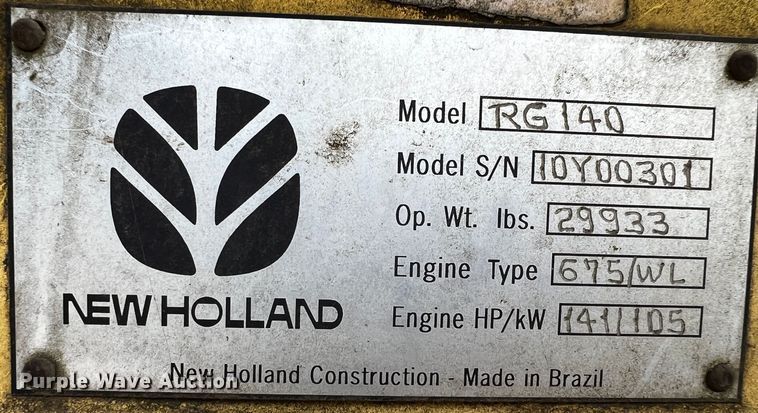 Model RG140
Model S/N 10Y00301
Op. Wt. lbs. 29933
Engine Type 675/WL
Engine HP/kW 141/105
NEW HOLLAND
New Holland Construction - Made in Brazil
Purple Wave Auction